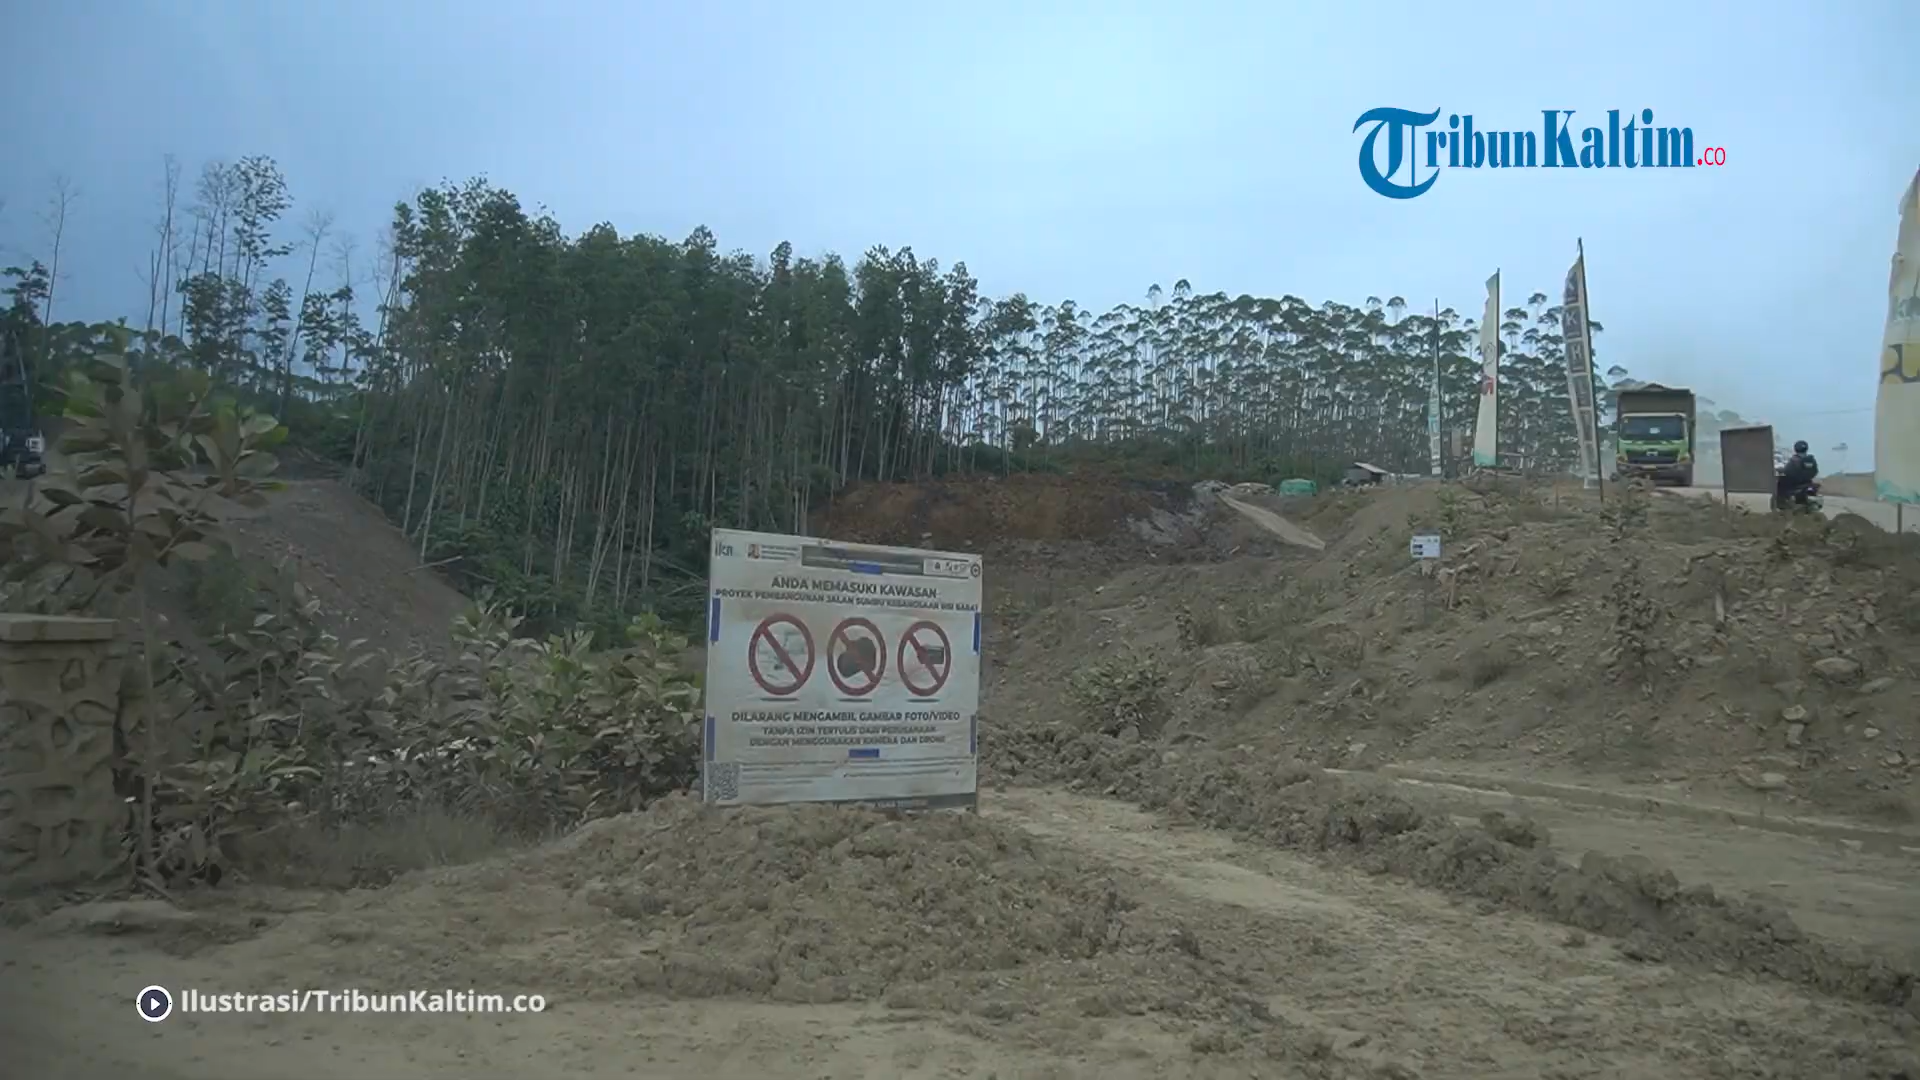 TribunKaltim.co
ikn
ANDA MEMASUKI KAWASAN
PROYEK PEMBANGUNAN JALAN SUMBU KEBANGSAAN SISI BARAT
DILARANG MENGAMBIL GAMBAR FOTO/VIDEO
TANPA IZIN TERTULIS DARI PERUSAHAAN
DENGAN MENGGUNAKAN KAMERA DAN DRONE
Ilustrasi/TribunKaltim.co